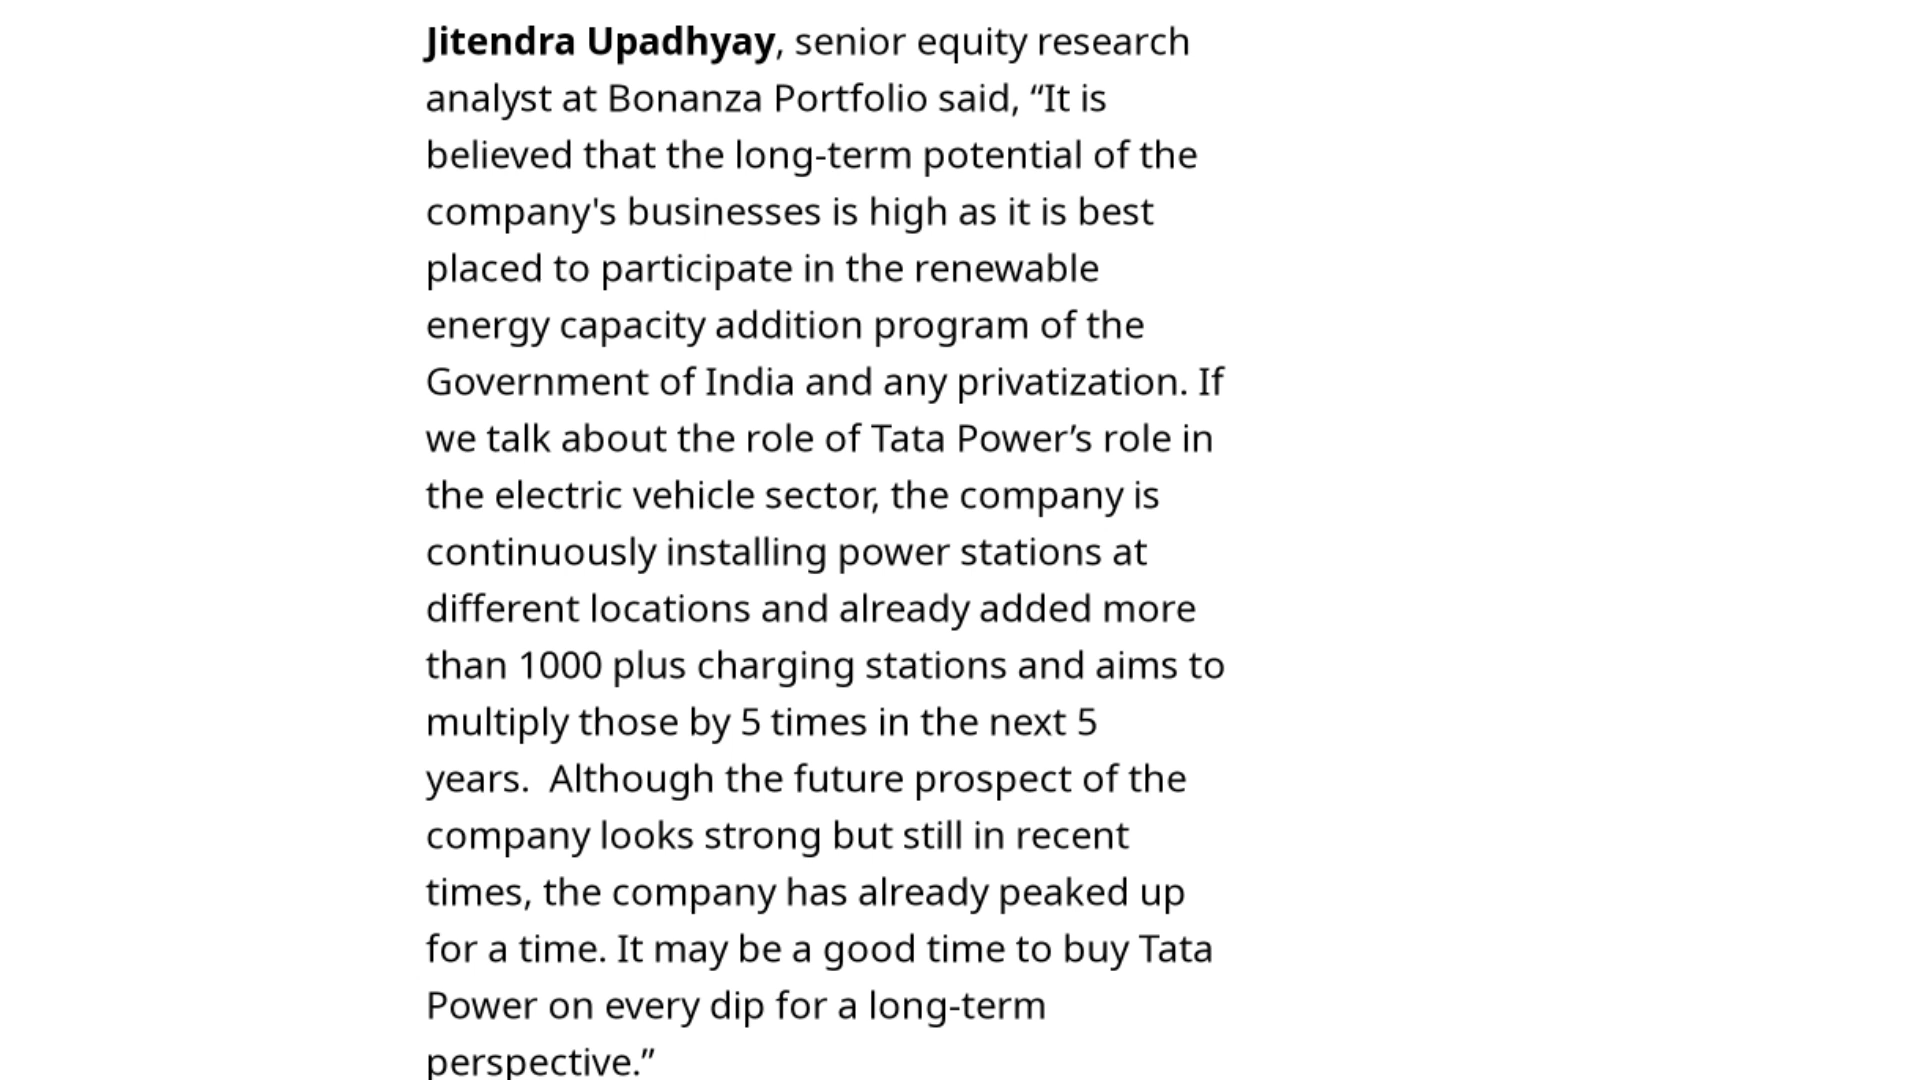 Jitendra Upadhyay, senior equity research
analyst at Bonanza Portfolio said, “It is
believed that the long-term potential of the
company's businesses is high as it is best
placed to participate in the renewable
energy capacity addition program of the
Government of India and any privatization. If
we talk about the role of Tata Power’s role in
the electric vehicle sector, the company is
continuously installing power stations at
different locations and already added more
than 1000 plus charging stations and aims to
multiply those by 5 times in the next 5
years.  Although the future prospect of the
company looks strong but still in recent
times, the company has already peaked up
for a time. It may be a good time to buy Tata
Power on every dip for a long-term
perspective.”